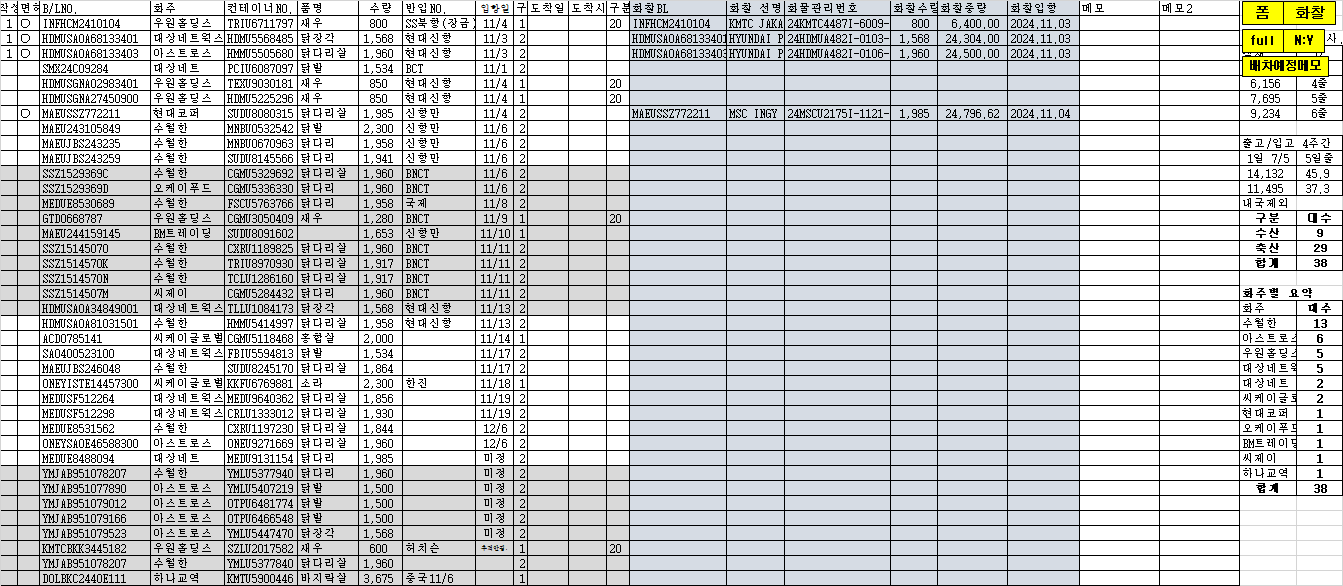 작성 면허 B/LNO. 화주 컨테이너NO. 품명 수량 반입NO. 입항일 구 도착일 도착시 구분 화찰BL 화찰 선명 화물관리번호 화찰수량 화찰중량 화찰입항 메모 메모2 폼 화찰
○ INFHCM2410104 우원홀딩스 TRIU6711797 새우 800 SS북항(장금) 11/4 1 20 INFHCM2410104 KMTC JAKA 24KMTC4487I-6009- 800 6,400.00 2024.11.03
1 ○ HDMUSAOA68133401 대상네트웍스 HDMU5568485 닭장각 1,568 현대신항 11/3 2 HDMUSAOA68133401 HYUNDAI P 24HDMUA482I-0103- 1,568 24,304.00 2024.11.03 full N:Y 사.
1 ○ HDMUSAOA68133403 아스트로스 HMMU5505680 닭다리 1,960 현대신항 11/3 2 HDMUSAOA68133403 HYUNDAI P 24HDMUA482I-0106- 1,960 24,500.00 2024.11.03
SMX24C09284 대상네트 PCIU6087097 닭발 1,534 BCT 11/1 2 배차예정메모
HDMUSGNA02983401 우원홀딩스 TEXU9030181 새우 850 현대신항 11/4 1 20 6,156 4줄
HDMUSGNA27450900 우원홀딩스 HDMU5225296 새우 850 현대신항 11/4 1 20 7,695 5줄
○ MAEUSSZ772211 현대코퍼 SUDU8080315 닭다리살 1,985 신항만 11/4 2 MAEUSSZ772211 MSC INGY 24MSCU2175I-1121- 1,985 24,796.62 2024.11.04 9,234 6줄
MAEU243105849 수월한 MNBU0532542 닭발 2,300 신항만 11/6 2
MAEUJBS243235 수월한 MNBU0670963 닭다리 1,958 신항만 11/6 2 출고/입고 4주간
MAEUJBS243259 수월한 SUDU8145566 닭다리 1,941 신항만 11/6 2 1일 7/5 5일줄
SSZ1529369C 수월한 CGMU5329692 닭다리살 1,960 BNCT 11/6 2 14,132 45.9
SSZ1529369D 오케이푸드 CGMU5336330 닭다리 1,960 BNCT 11/6 2 11,495 37.3
MEDUE8530689 수월한 FSCU5763766 닭다리 1,958 국제 11/8 2 내국제외
GTD0668787 우원홀딩스 CGMU3050409 새우 1,280 BNCT 11/9 1 20 구분 대수
MAEU244159145 BM트레이딩 SUDU8091602 1,653 신항만 11/10 1 수산 9
SSZ15145070 수월한 CXRU1189825 닭다리살 1,960 BNCT 11/11 2 축산 29
SSZ1514570K 수월한 TRIU8970930 닭다리살 1,917 BNCT 11/11 2 합계 38
SSZ1514570N 수월한 TCLU1286160 닭다리살 1,917 BNCT 11/11 2
SSZ1514507M 씨제이 CGMU5284432 닭다리 1,960 BNCT 11/11 2 화주별 요약
HDMUSAOA34849001 대상네트웍스 TLLU1084173 닭장각 1,568 현대신항 11/13 2 화주 대수
HDMUSAOA81031501 수월한 HMMU5414997 닭다리살 1,958 현대신항 11/13 2 수월한 13
ACD0785141 씨케이글로벌 CGMU5118468 홍합살 2,000 11/14 1 아스트로스 6
SA0400523100 대상네트웍스 FBIU5594813 닭발 1,534 11/17 2 우원홀딩스 5
MAEUJBS246048 수월한 SUDU8245170 닭다리살 1,864 11/17 2 대상네트웍 5
ONEYISTE14457300 씨케이글로벌 KKFU6769881 소라 2,300 한진 11/18 1 대상네트 2
MEDUSF512264 대상네트웍스 MEDU9640362 닭다리살 1,856 11/19 2 씨케이글로 2
MEDUSF512298 대상네트웍스 CRLU1333012 닭다리살 1,930 11/19 2 현대코퍼 1
MEDUE8531562 수월한 CXRU1197230 닭다리살 1,844 12/6 2 오케이푸드 1
ONEYSAOE46588300 아스트로스 ONEU9271669 닭다리살 1,960 12/6 2 BM트레이딩 1
MEDUE8488094 대상네트 MEDU9131154 닭다리 1,985 미정 2 씨제이 1
YMJAB951078207 수월한 YMLU5377940 닭다리 1,960 미정 2 하나교역 1
YMJAB951077890 아스트로스 YMLU5407219 닭발 1,500 미정 2 합계 38
YMJAB951079012 아스트로스 OTPU6481774 닭발 1,500 미정 2
YMJAB951079166 아스트로스 OTPU6466548 닭발 1,500 미정 2
YMJAB951079523 아스트로스 YMLU5447470 닭장각 1,568 미정 2
KMTCBKK3445182 우원홀딩스 SZLU2017582 새우 600 허치슨 1 20
YMJAB951078207 수월한 YMLU5377840 닭다리살 1,960 2
DOLBKC2440E111 하나교역 KMTU5900446 바지락살 3,675 중국11/6 1